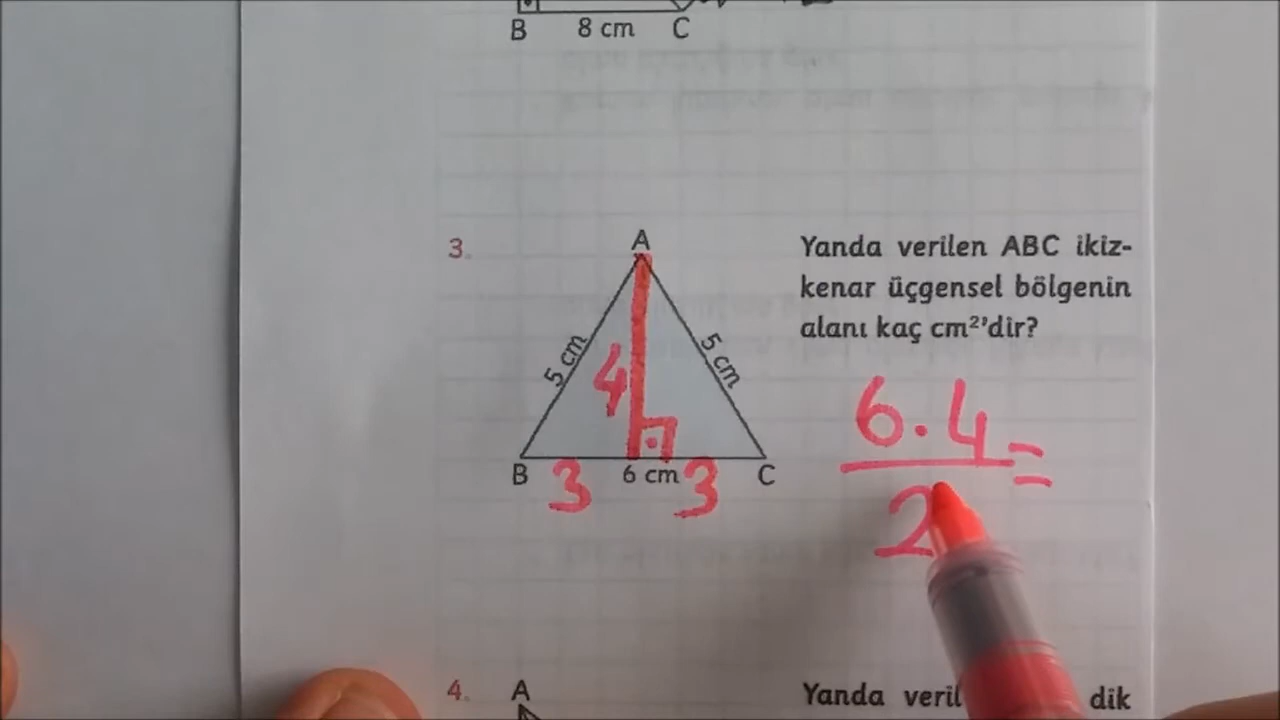 B 8 cm C
3.
A
Yanda verilen ABC ikiz-
kenar üçgensel bölgenin
alanı kaç cm²'dir?
5 cm
5 cm
4
6.4
=
2
B 6 cm C
3 3
4. A
Yanda veril dik